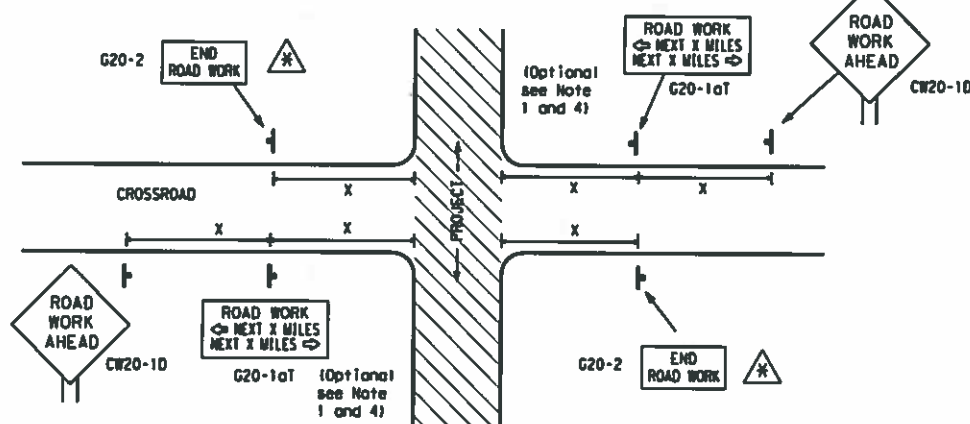 G20-2
END
ROAD WORK
*
ROAD WORK
⇦ NEXT X MILES
NEXT X MILES ⇨
(Optional
see Note
1 and 4)
G20-1aT
ROAD
WORK
AHEAD
CW20-1D
X
X
X
CROSSROAD
PROJECT
X
X
X
ROAD
WORK
AHEAD
CW20-1D
ROAD WORK
⇦ NEXT X MILES
NEXT X MILES ⇨
G20-1aT
(Optional
see Note
1 and 4)
G20-2
END
ROAD WORK
*